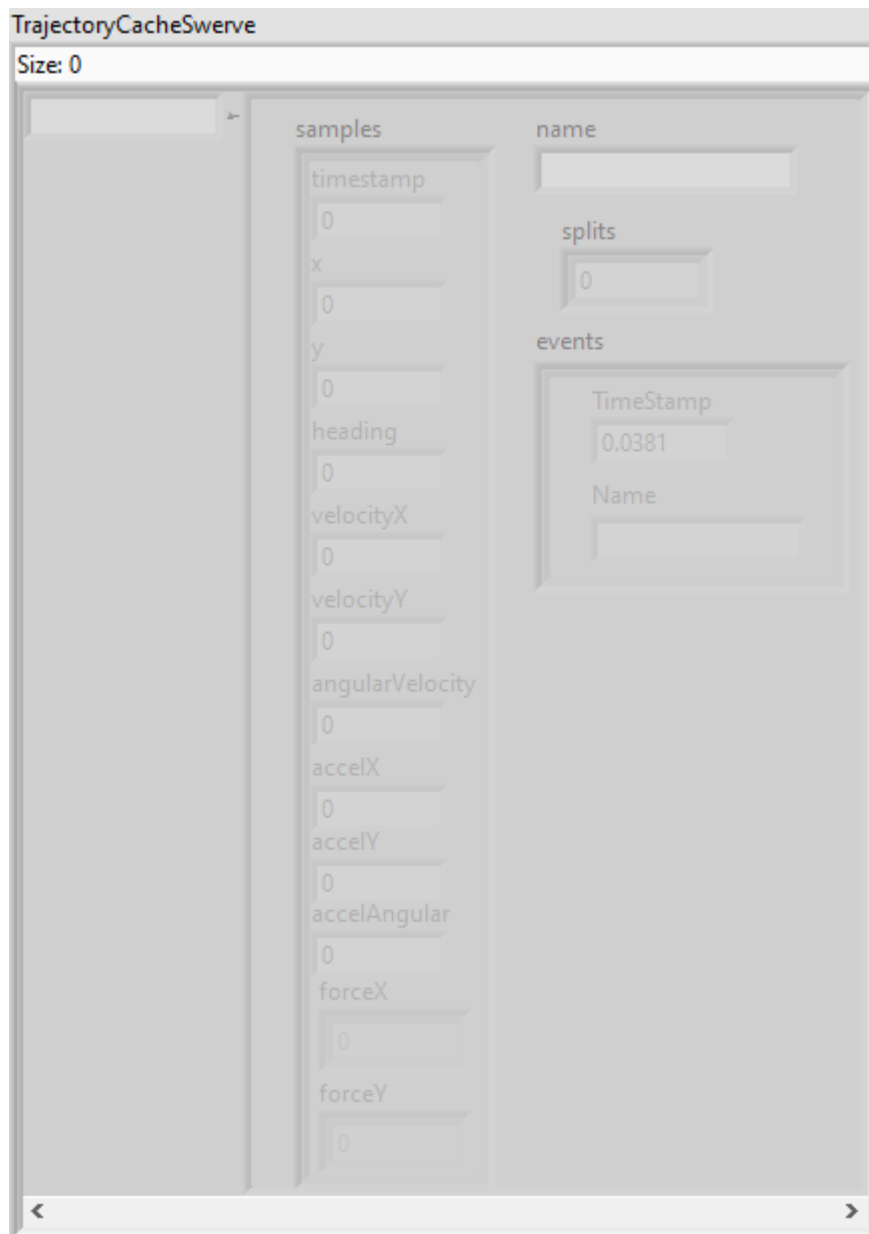 TrajectoryCacheSwerve
Size: 0
samples
timestamp
0
x
0
y
0
heading
0
velocityX
0
velocityY
0
angularVelocity
0
accelX
0
accelY
0
accelAngular
0
forceX
0
forceY
0
name
splits
0
events
TimeStamp
0.0381
Name